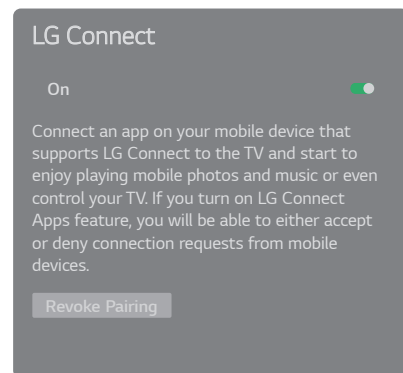 LG Connect
On
Connect an app on your mobile device that
supports LG Connect to the TV and start to
enjoy playing mobile photos and music or even
control your TV. If you turn on LG Connect
Apps feature, you will be able to either accept
or deny connection requests from mobile
devices.
Revoke Pairing